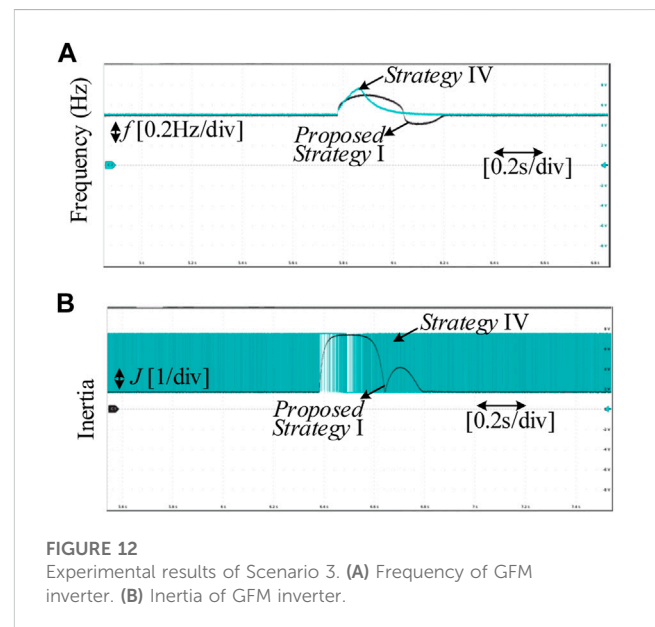 A
Frequency (Hz)
Strategy IV
f [0.2Hz/div]
Proposed
Strategy I
[0.2s/div]
B
Inertia
Strategy IV
J [1/div]
Proposed
Strategy I
[0.2s/div]
FIGURE 12
Experimental results of Scenario 3. (A) Frequency of GFM
inverter. (B) Inertia of GFM inverter.